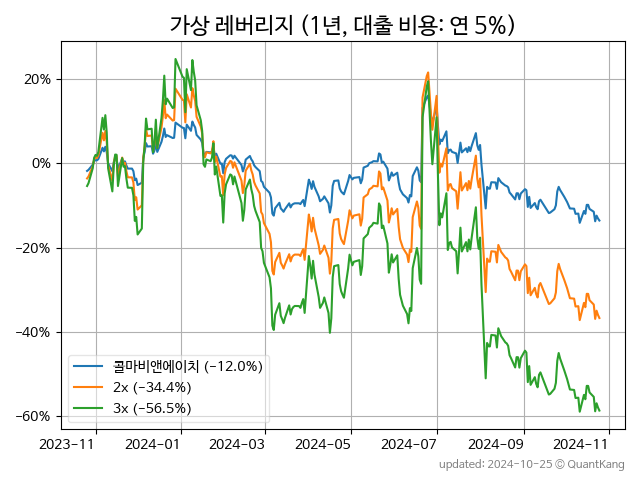 가상 레버리지 (1년, 대출 비용: 연 5%)
20%
0%
−20%
−40%
−60%
콜마비앤에이치 (−12.0%)
2x (−34.4%)
3x (−56.5%)
2023−11 2024−01 2024−03 2024−05 2024−07 2024−09 2024−11
updated: 2024-10-25 © QuantKang